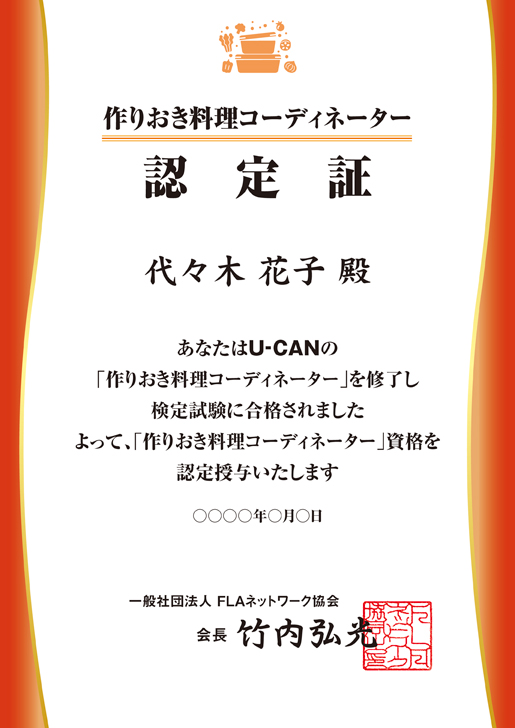 作りおき料理コーディネーター
認定証
代々木 花子 殿
あなたはU-CANの
「作りおき料理コーディネーター」を修了し
検定試験に合格されました
よって、「作りおき料理コーディネーター」資格を
認定授与いたします
〇〇〇〇年〇月〇日
一般社団法人 FLAネットワーク協会
会長 竹内弘光